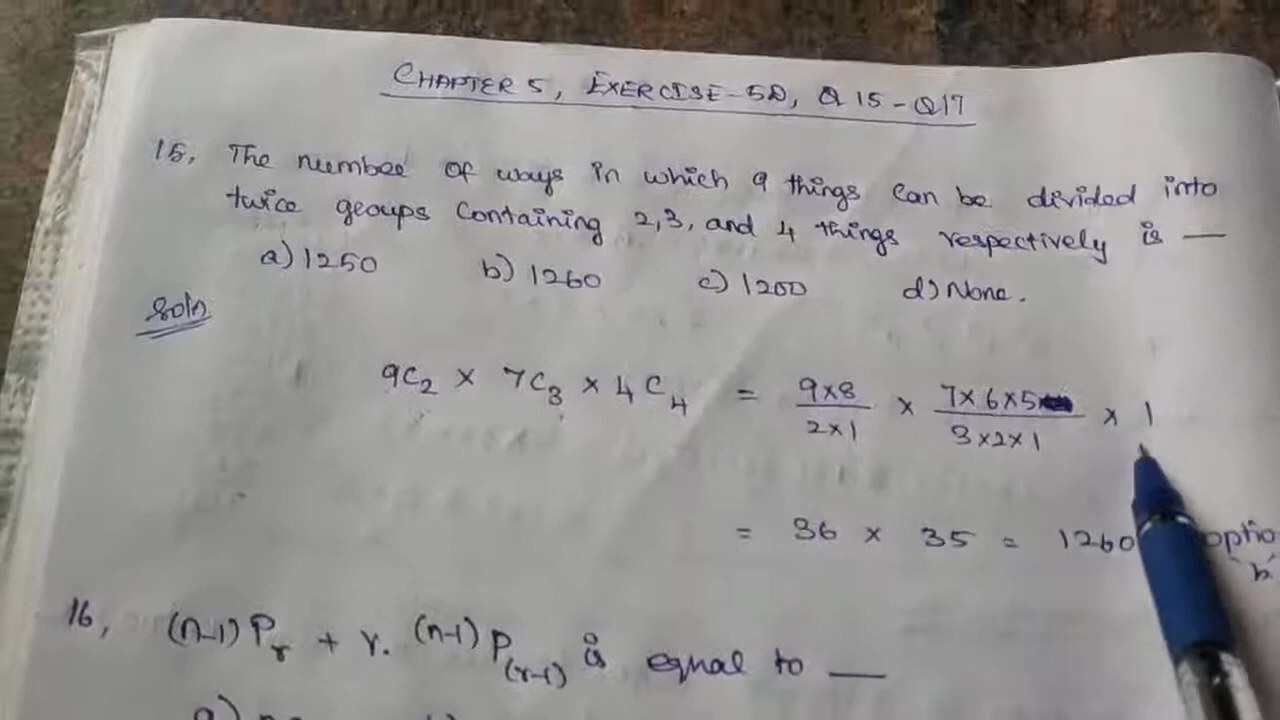 CHAPTER 5, EXERCISE-5D, Q 15 - Q17
15, The number of ways in which 9 things can be divided into
twice groups containing 2,3, and 4 things respectively is —
a) 1250 b) 1260 c) 1200 d) None.
Soln
9C2 × 7C3 × 4C4 = 9×8/2×1 × 7×6×5/3×2×1 × 1
= 36 × 35 = 1260 optio
'b
16, (n-1)Pr + r. (n-1)P(r-1) is equal to —
a)